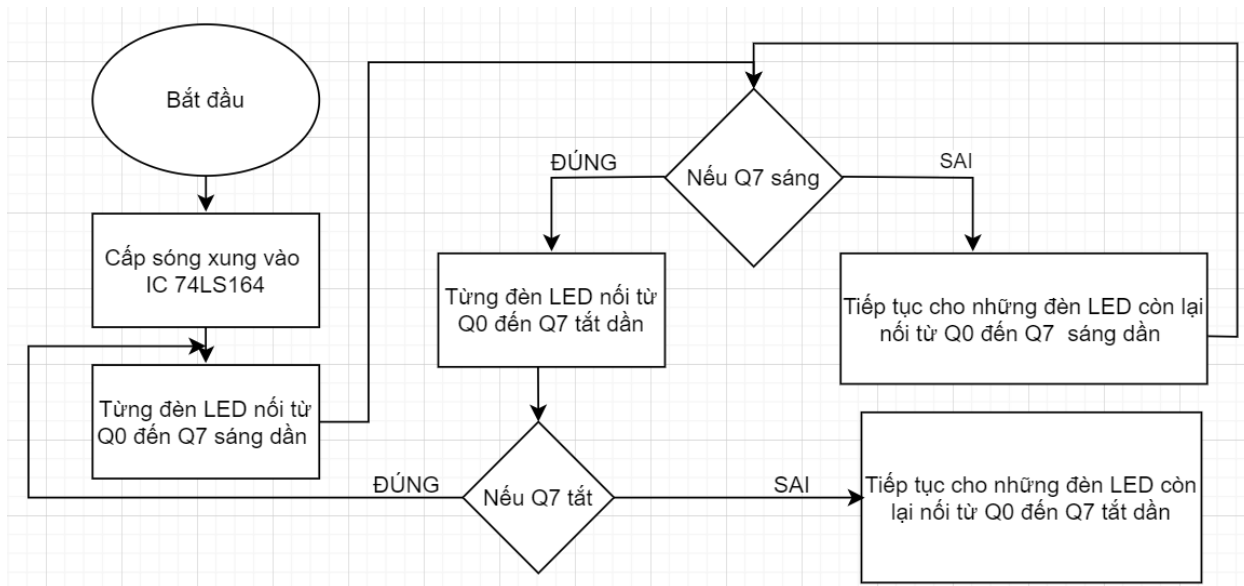 Bắt đầu
Cấp sóng xung vào
IC 74LS164
Từng đèn LED nối từ
Q0 đến Q7 sáng dần
Nếu Q7 sáng
ĐÚNG
SAI
Từng đèn LED nối từ
Q0 đến Q7 tắt dần
Tiếp tục cho những đèn LED còn lại
nối từ Q0 đến Q7 sáng dần
Nếu Q7 tắt
ĐÚNG
SAI
Tiếp tục cho những đèn LED còn
lại nối từ Q0 đến Q7 tắt dần